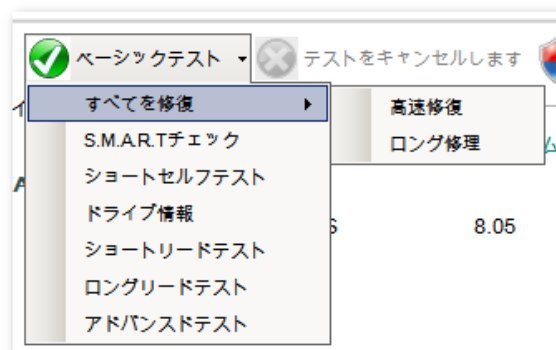 ベーシックテスト
テストをキャンセルします
すべてを修復
高速修復
S.M.A.R.Tチェック
ロング修理
ショートセルフテスト
ドライブ情報
S
8.05
ショートリードテスト
ロングリードテスト
アドバンスドテスト